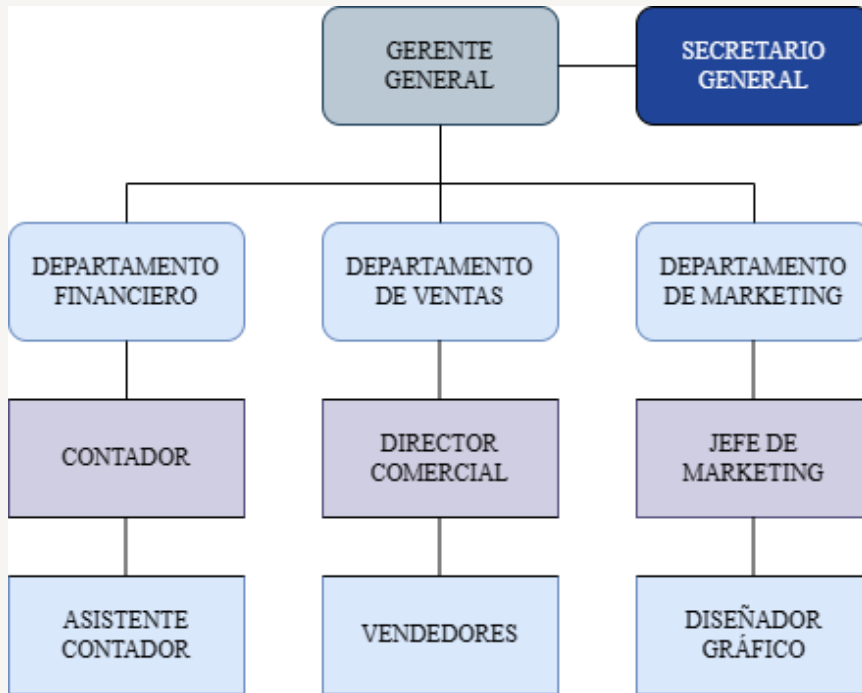 GERENTE
GENERAL
SECRETARIO
GENERAL
DEPARTAMENTO
FINANCIERO
DEPARTAMENTO
DE VENTAS
DEPARTAMENTO
DE MARKETING
CONTADOR
DIRECTOR
COMERCIAL
JEFE DE
MARKETING
ASISTENTE
CONTADOR
VENDEDORES
DISEÑADOR
GRÁFICO